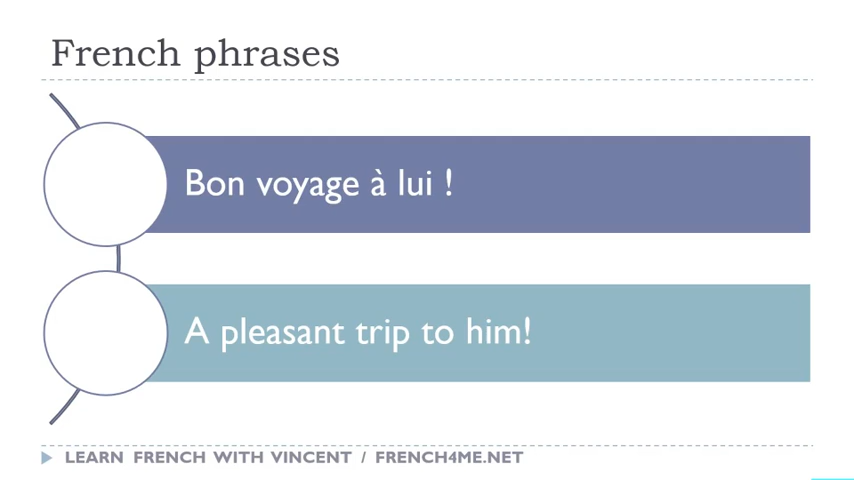 French phrases
Bon voyage à lui !
A pleasant trip to him!
LEARN FRENCH WITH VINCENT / FRENCH4ME.NET